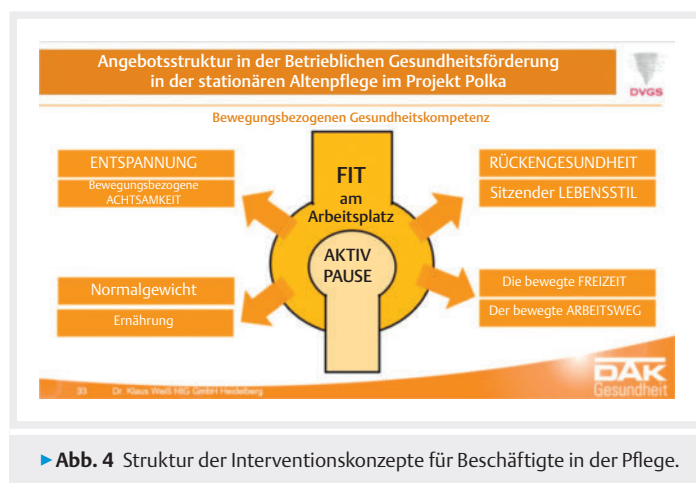 Angebotsstruktur in der Betrieblichen Gesundheitsförderung
in der stationären Altenpflege im Projekt Polka
DVGS
Bewegungsbezogenen Gesundheitskompetenz
ENTSPANNUNG
Bewegungsbezogene
ACHTSAMKEIT
FIT
am
Arbeitsplatz
RÜCKENGESUNDHEIT
Sitzender LEBENSSTIL
AKTIV
PAUSE
Normalgewicht
Ernährung
Die bewegte FREIZEIT
Der bewegte ARBEITSWEG
33 Dr. Klaus Weiß HIG GmbH Heidelberg
DAK
Gesundheit
▶Abb. 4 Struktur der Interventionskonzepte für Beschäftigte in der Pflege.